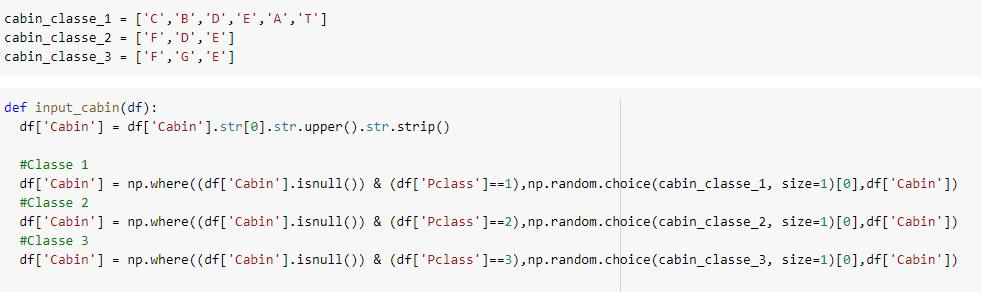 cabin_classe_1 = ['C','B','D','E','A','T']
cabin_classe_2 = ['F','D','E']
cabin_classe_3 = ['F','G','E']
def input_cabin(df):
  df['Cabin'] = df['Cabin'].str[0].str.upper().str.strip()
  #Classe 1
  df['Cabin'] = np.where((df['Cabin'].isnull()) & (df['Pclass']==1),np.random.choice(cabin_classe_1, size=1)[0],df['Cabin'])
  #Classe 2
  df['Cabin'] = np.where((df['Cabin'].isnull()) & (df['Pclass']==2),np.random.choice(cabin_classe_2, size=1)[0],df['Cabin'])
  #Classe 3
  df['Cabin'] = np.where((df['Cabin'].isnull()) & (df['Pclass']==3),np.random.choice(cabin_classe_3, size=1)[0],df['Cabin'])